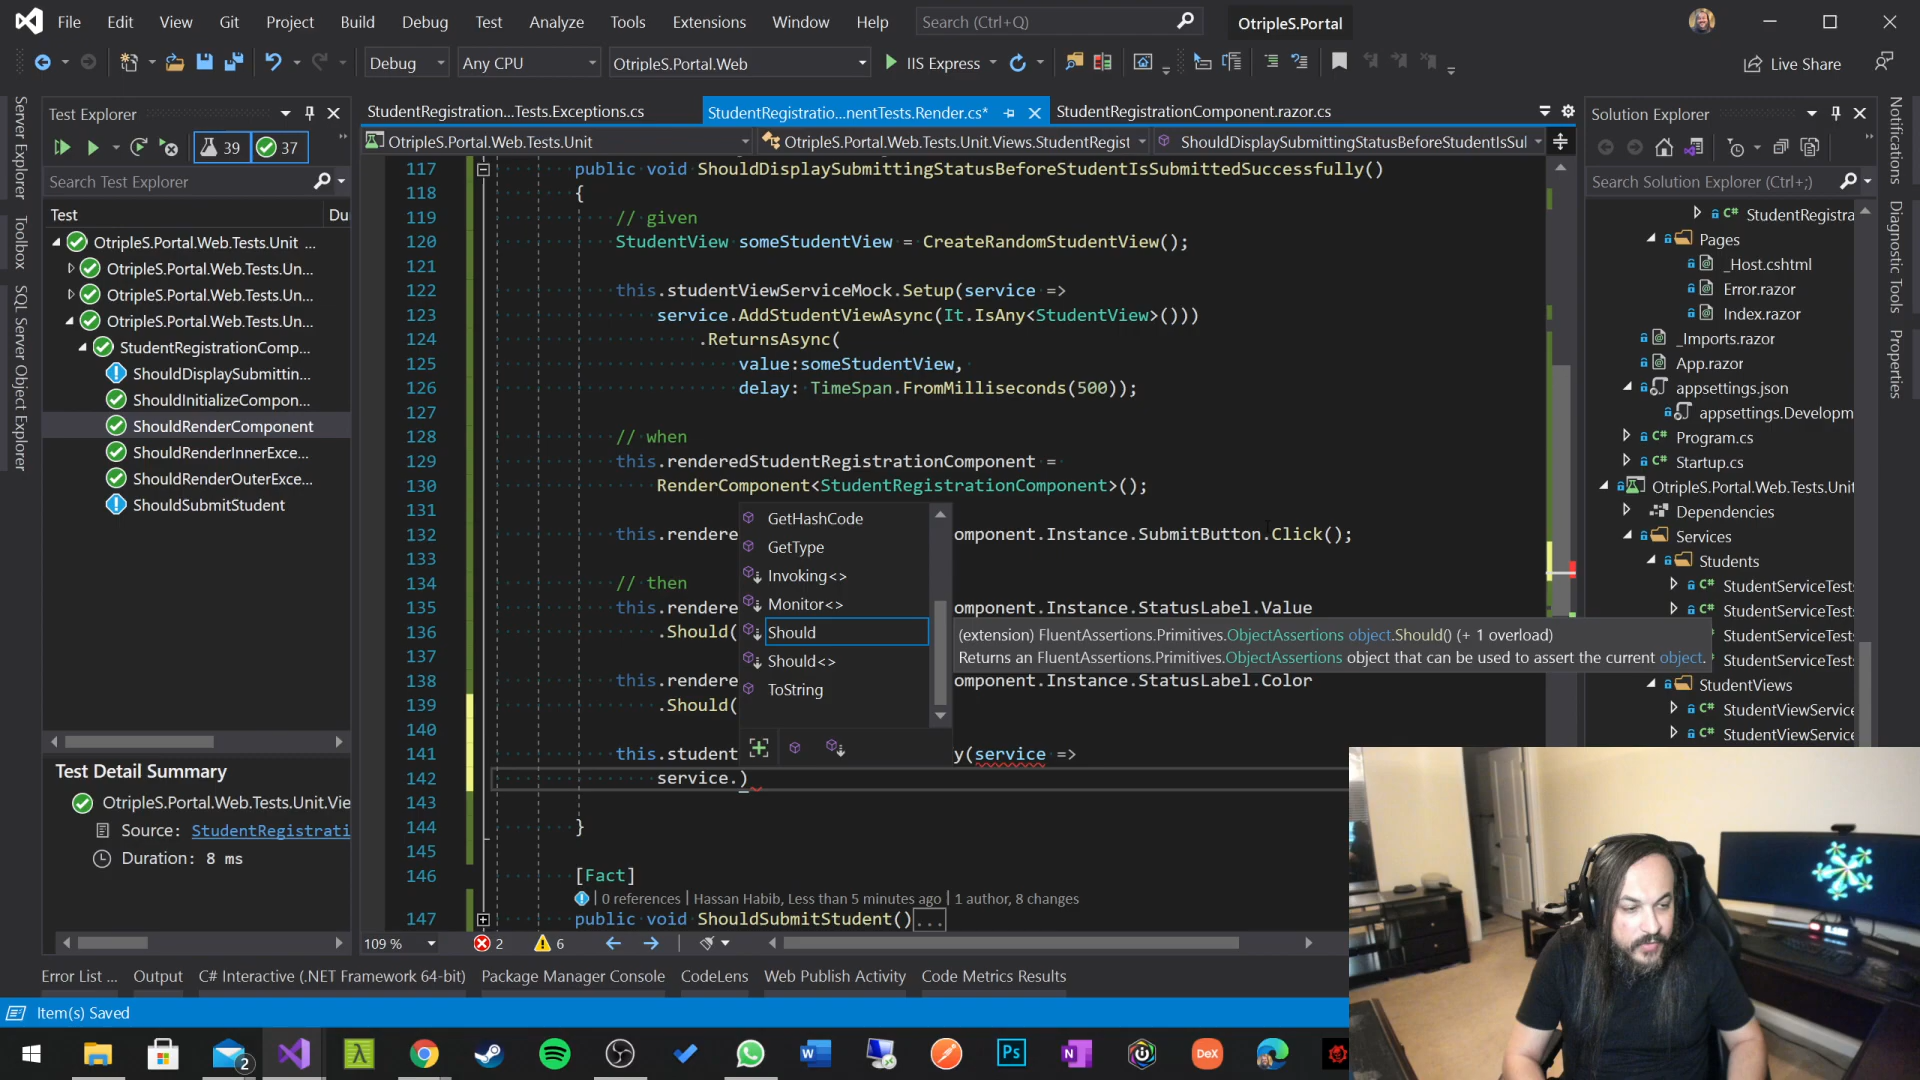 File Edit View Git Project Build Debug Test Analyze Tools Extensions Window Help Search (Ctrl+Q) OtripleS.Portal
Debug Any CPU OtripleS.Portal.Web IIS Express Live Share
Server Explorer
Toolbox
SQL Server Object Explorer
Test Explorer
39 37
Search Test Explorer
Test Du
OtripleS.Portal.Web.Tests.Unit ...
OtripleS.Portal.Web.Tests.Un...
OtripleS.Portal.Web.Tests.Un...
OtripleS.Portal.Web.Tests.Un...
StudentRegistrationComp...
ShouldDisplaySubmittin...
ShouldInitializeCompon...
ShouldRenderComponent
ShouldRenderInnerExce...
ShouldRenderOuterExce...
ShouldSubmitStudent
Test Detail Summary
OtripleS.Portal.Web.Tests.Unit.Vie
Source: StudentRegistrati
Duration: 8 ms
StudentRegistration...Tests.Exceptions.cs StudentRegistratio...nentTests.Render.cs* StudentRegistrationComponent.razor.cs
OtripleS.Portal.Web.Tests.Unit OtripleS.Portal.Web.Tests.Unit.Views.StudentRegist ShouldDisplaySubmittingStatusBeforeStudentIsSul
117 public void ShouldDisplaySubmittingStatusBeforeStudentIsSubmittedSuccessfully()
118 {
119 // given
120 StudentView someStudentView = CreateRandomStudentView();
121
122 this.studentViewServiceMock.Setup(service =>
123 service.AddStudentViewAsync(It.IsAny<StudentView>()))
124 .ReturnsAsync(
125 value:someStudentView,
126 delay: TimeSpan.FromMilliseconds(500));
127
128 // when
129 this.renderedStudentRegistrationComponent =
130 RenderComponent<StudentRegistrationComponent>();
131
132 this.rendere omponent.Instance.SubmitButton.Click();
133
134 // then
135 this.rendere omponent.Instance.StatusLabel.Value
136 .Should(
137
138 this.rendere omponent.Instance.StatusLabel.Color
139 .Should(
140
141 this.student y(service =>
142 service.)
143
144 }
145
146 [Fact]
0 references | Hassan Habib, Less than 5 minutes ago | 1 author, 8 changes
147 public void ShouldSubmitStudent()...
GetHashCode
GetType
Invoking<>
Monitor<>
Should
Should<>
ToString
(extension) FluentAssertions.Primitives.ObjectAssertions object.Should() (+ 1 overload)
Returns an FluentAssertions.Primitives.ObjectAssertions object that can be used to assert the current object.
109 % 2 6
Solution Explorer
Search Solution Explorer (Ctrl+;)
C# StudentRegistra
Pages
_Host.cshtml
Error.razor
Index.razor
_Imports.razor
App.razor
appsettings.json
appsettings.Developm
C# Program.cs
C# Startup.cs
OtripleS.Portal.Web.Tests.Unit
Dependencies
Services
Students
C# StudentServiceTest:
C# StudentServiceTest:
C# StudentServiceTest:
C# StudentServiceTest:
StudentViews
C# StudentViewService
C# StudentViewService
Notifications
Diagnostic Tools
Properties
Error List ... Output C# Interactive (.NET Framework 64-bit) Package Manager Console CodeLens Web Publish Activity Code Metrics Results
Item(s) Saved
2 Ps DeX